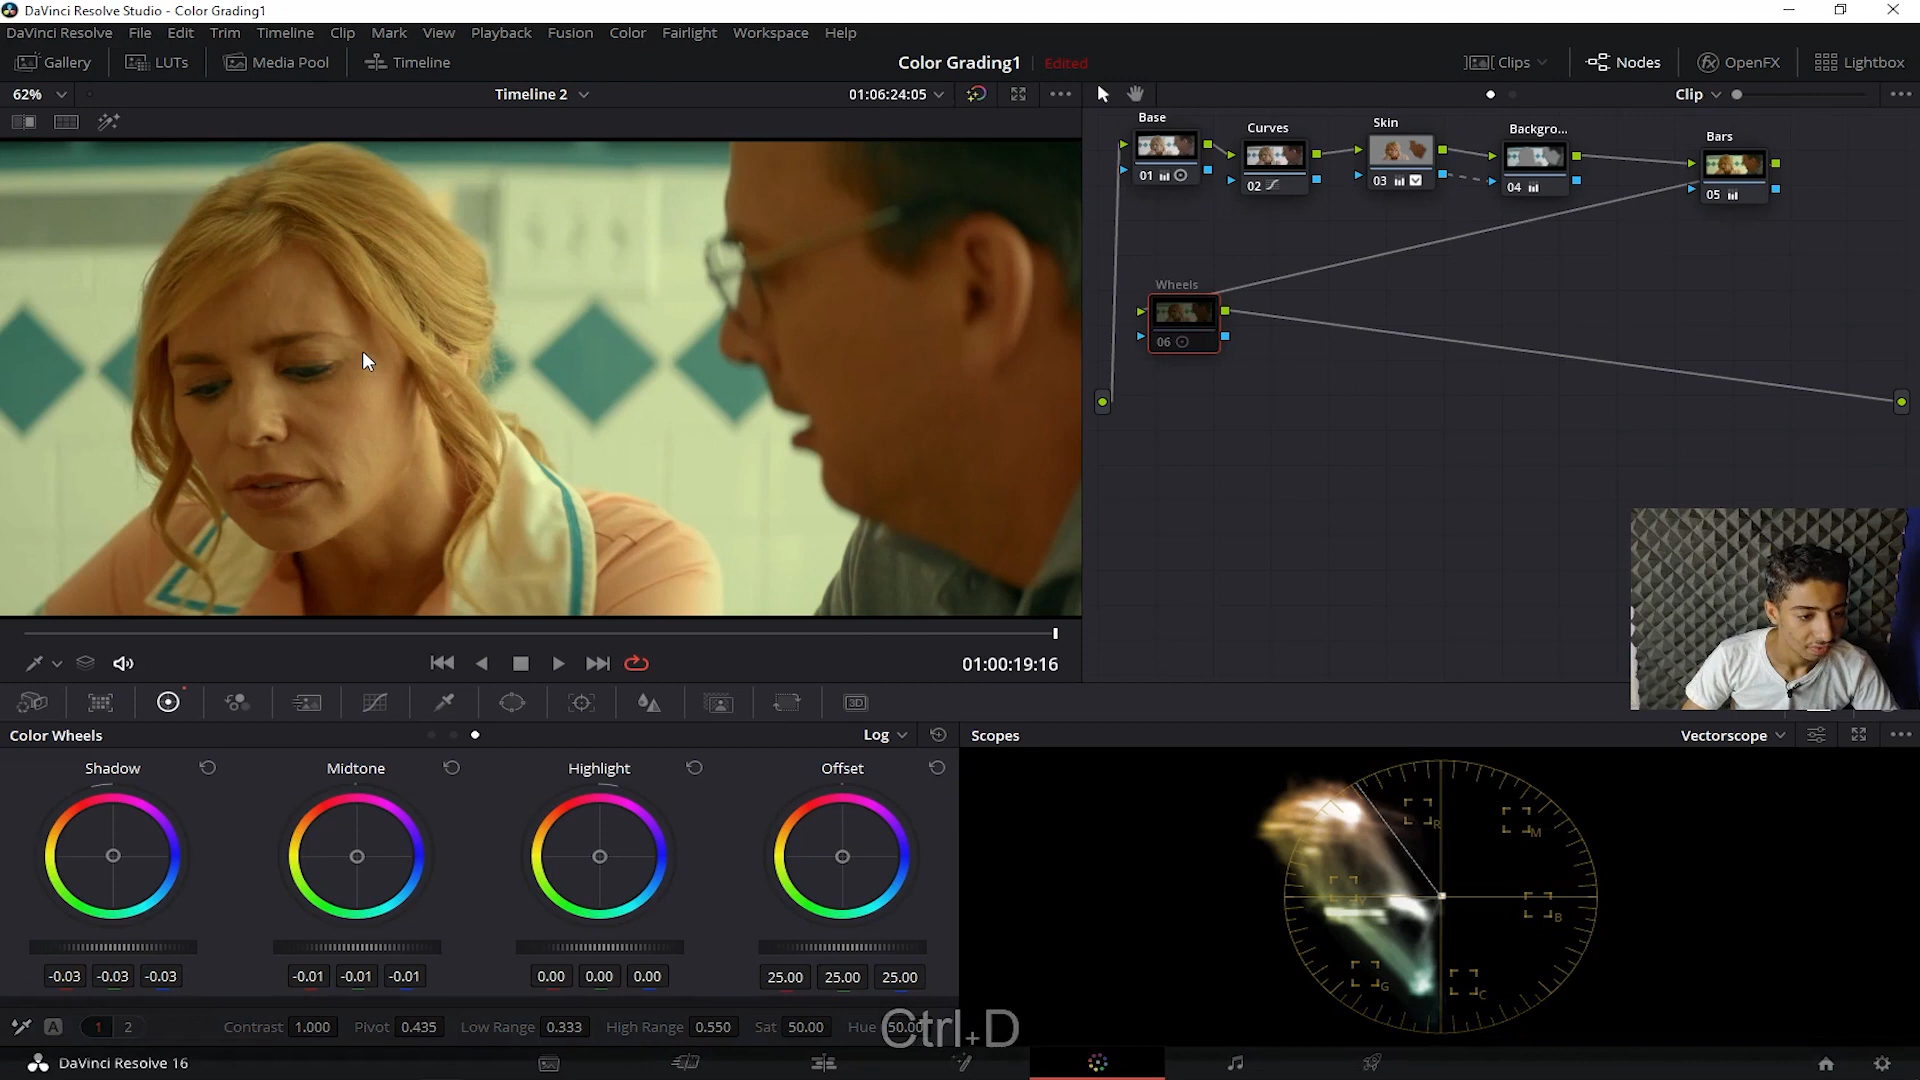 DaVinci Resolve Studio - Color Grading1
DaVinci Resolve File Edit Trim Timeline Clip Mark View Playback Fusion Color Fairlight Workspace Help
Gallery LUTs Media Pool Timeline Color Grading1 Edited Clips Nodes OpenFX Lightbox
62% Timeline 2 01:06:24:05 Clip
Base
Curves
Skin
Backgro...
Bars
01
02
03
04
05
Wheels
06
01:00:19:16
3D
Color Wheels Log Scopes Vectorscope
Shadow Midtone Highlight Offset
R
M
Y
B
G
C
-0.03 -0.03 -0.03 -0.01 -0.01 -0.01 0.00 0.00 0.00 25.00 25.00 25.00
A 1 2 Contrast 1.000 Pivot 0.435 Low Range 0.333 High Range 0.550 Sat 50.00 Hue 50.00
Ctrl+D
DaVinci Resolve 16